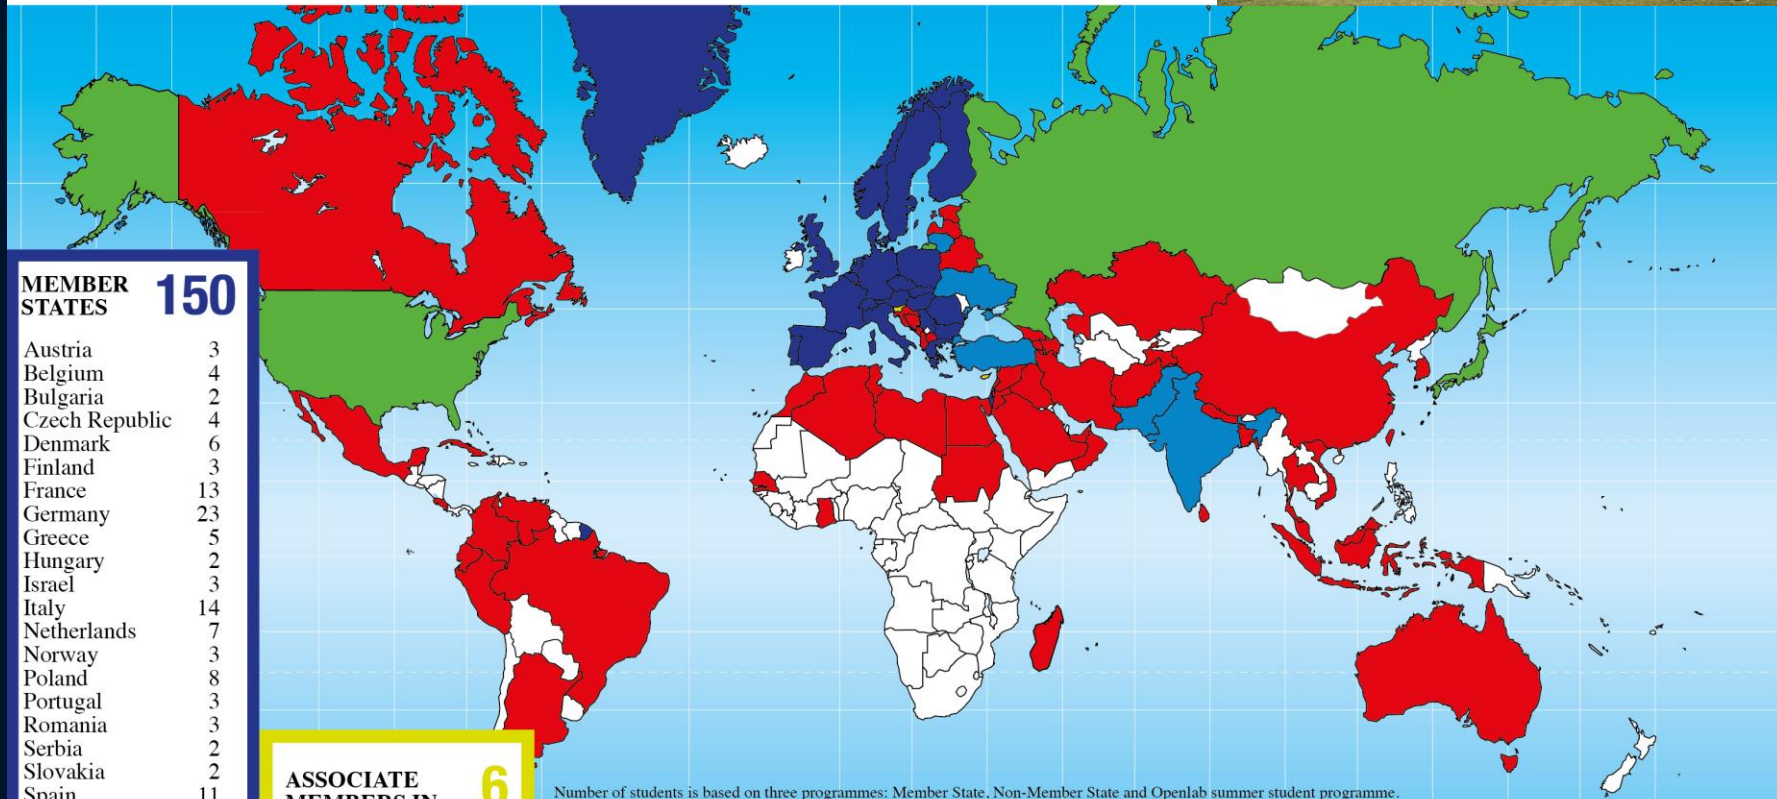 MEMBER
STATES 150
Austria 3
Belgium 4
Bulgaria 2
Czech Republic 4
Denmark 6
Finland 3
France 13
Germany 23
Greece 5
Hungary 2
Israel 3
Italy 14
Netherlands 7
Norway 3
Poland 8
Portugal 3
Romania 3
Serbia 2
Slovakia 2
Spain 11
ASSOCIATE 6
MEMBERS IN
Number of students is based on three programmes: Member State, Non-Member State and Openlab summer student programme.